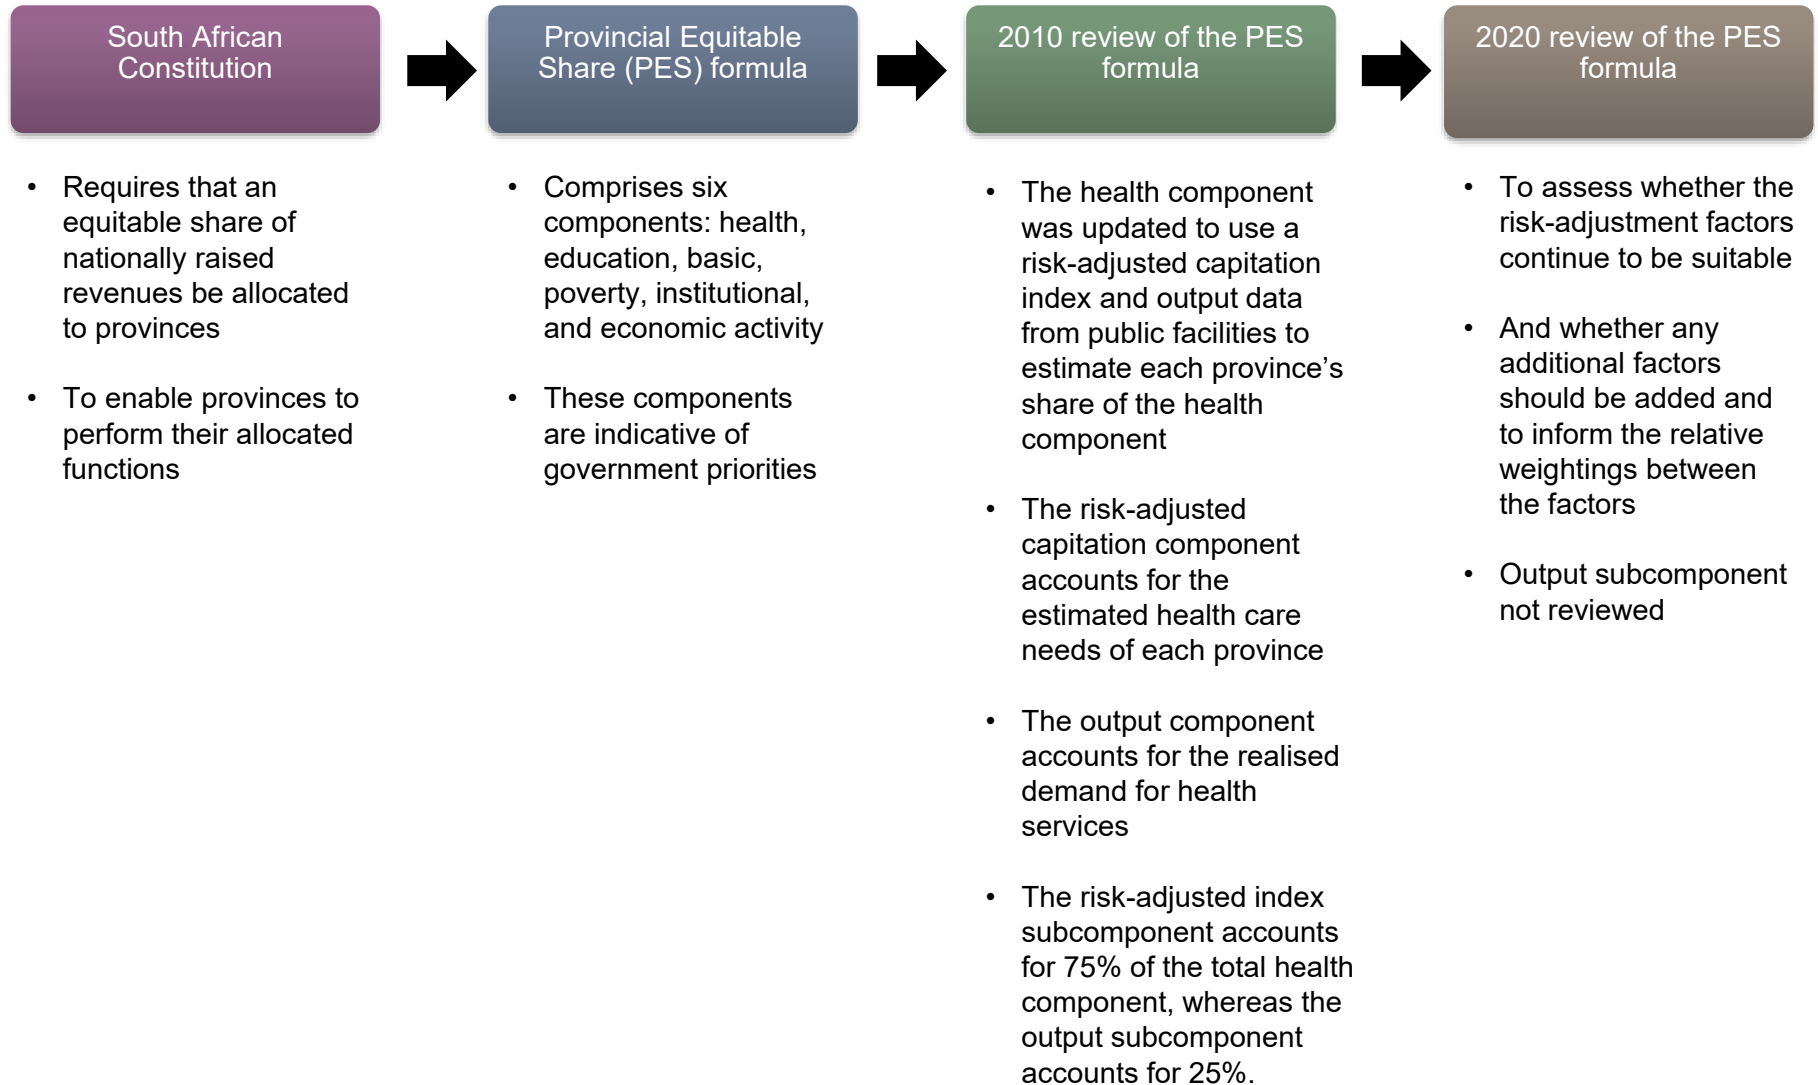 South African
Constitution
Provincial Equitable
Share (PES) formula
2010 review of the PES
formula
2020 review of the PES
formula
• Requires that an
equitable share of
nationally raised
revenues be allocated
to provinces
• To enable provinces to
perform their allocated
functions
• Comprises six
components: health,
education, basic,
poverty, institutional,
and economic activity
• These components
are indicative of
government priorities
• The health component
was updated to use a
risk-adjusted capitation
index and output data
from public facilities to
estimate each province’s
share of the health
component
• The risk-adjusted
capitation component
accounts for the
estimated health care
needs of each province
• The output component
accounts for the realised
demand for health
services
• The risk-adjusted index
subcomponent accounts
for 75% of the total health
component, whereas the
output subcomponent
accounts for 25%.
• To assess whether the
risk-adjustment factors
continue to be suitable
• And whether any
additional factors
should be added and
to inform the relative
weightings between
the factors
• Output subcomponent
not reviewed